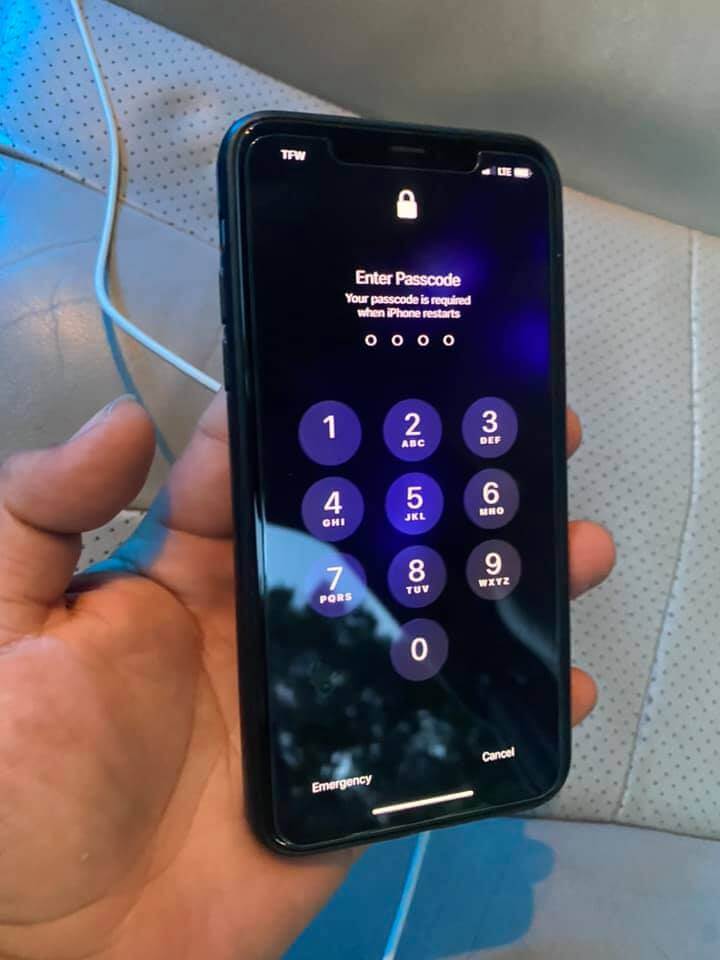 TFW
LTE
Enter Passcode
Your passcode is required
when iPhone restarts
1
2
ABC
3
DEF
4
GHI
5
JKL
6
MNO
7
PQRS
8
TUV
9
WXYZ
0
Emergency
Cancel